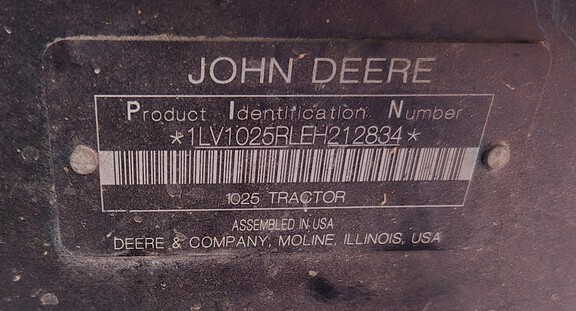 JOHN DEERE
Product Identification Number
*1LV1025RLEH212834*
1025 TRACTOR
ASSEMBLED IN USA
DEERE & COMPANY, MOLINE, ILLINOIS, USA